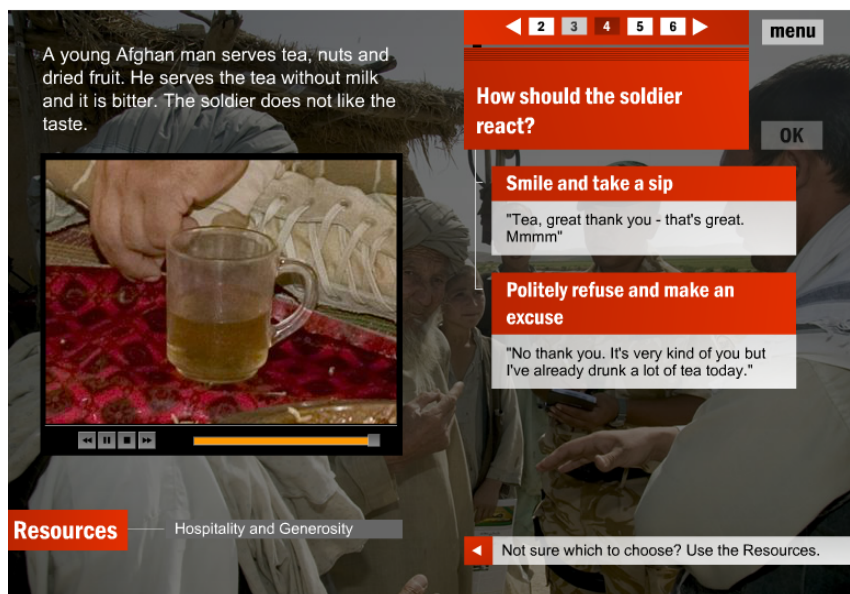 A young Afghan man serves tea, nuts and
dried fruit. He serves the tea without milk
and it is bitter. The soldier does not like the
taste.
Resources
Hospitality and Generosity
2 3 4 5 6
menu
How should the soldier
react?
OK
Smile and take a sip
"Tea, great thank you - that's great.
Mmmm"
Politely refuse and make an
excuse
"No thank you. It's very kind of you but
I've already drunk a lot of tea today."
Not sure which to choose? Use the Resources.